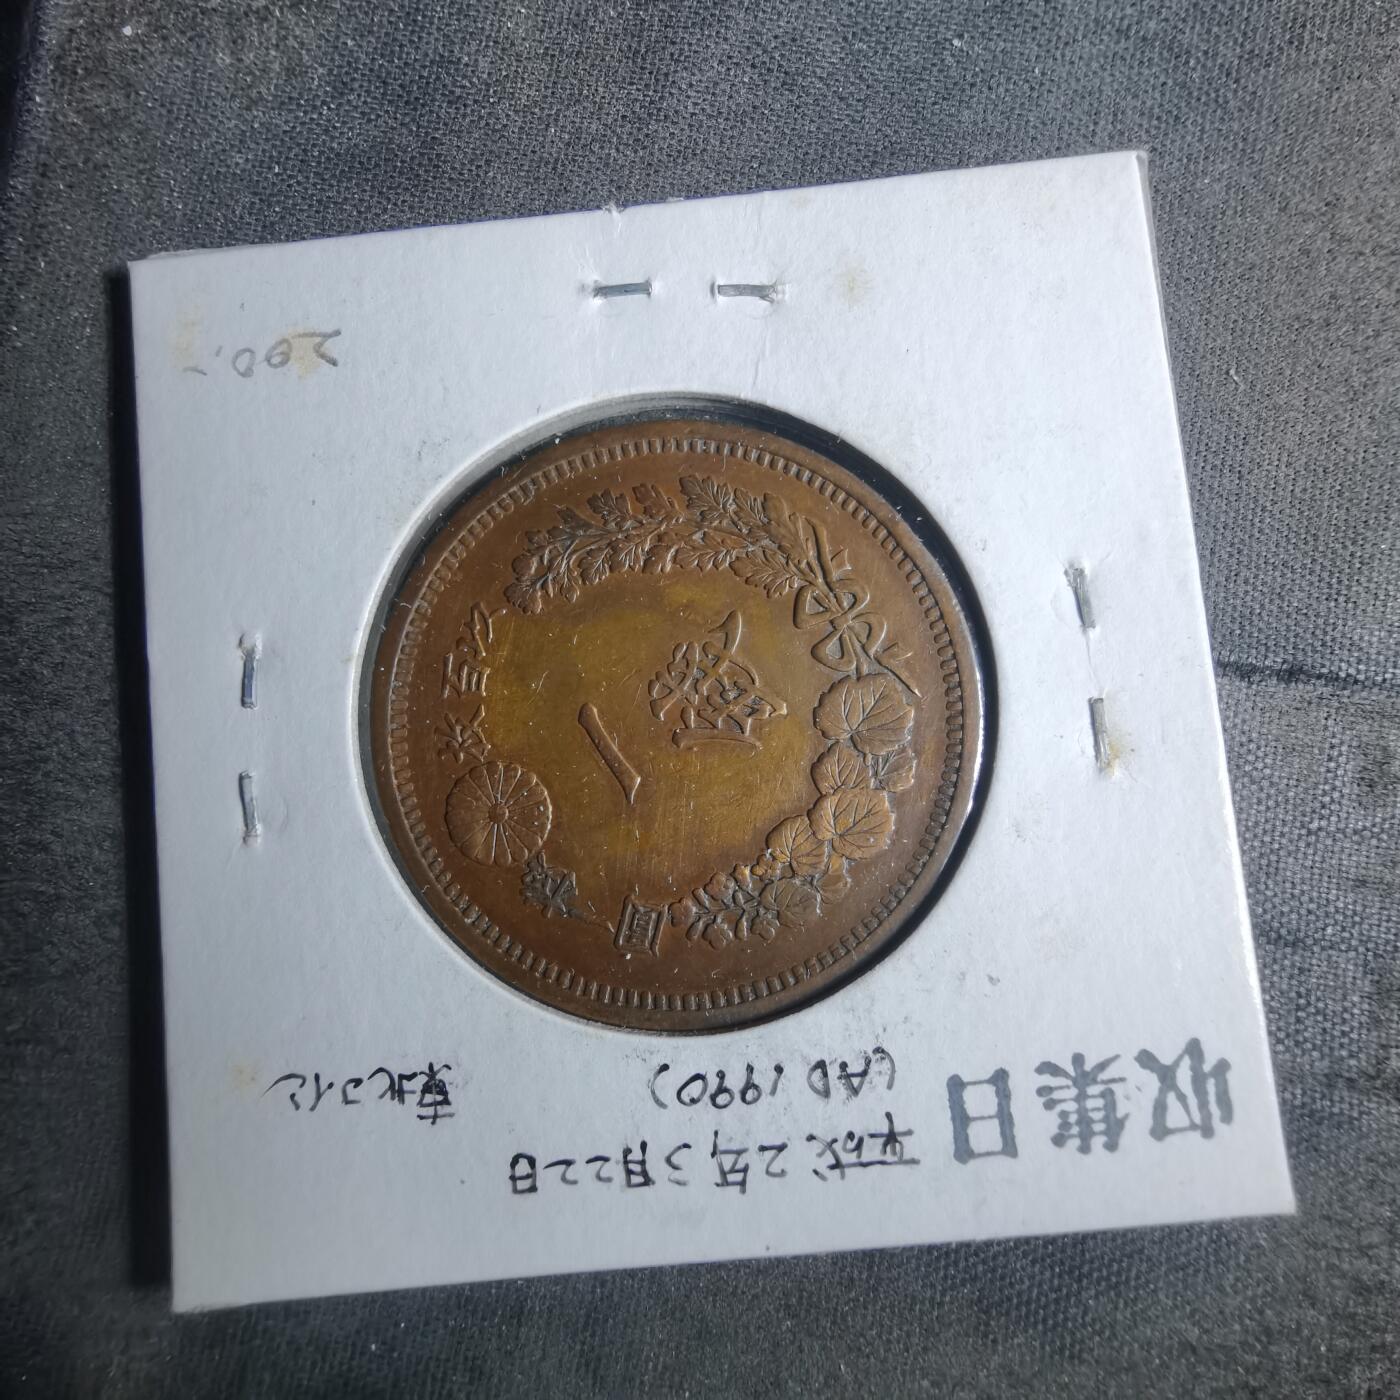 収集日
平成2年3月22日
(AD 1990)
東北コイン
以百枚換一圓
一錢
200.-